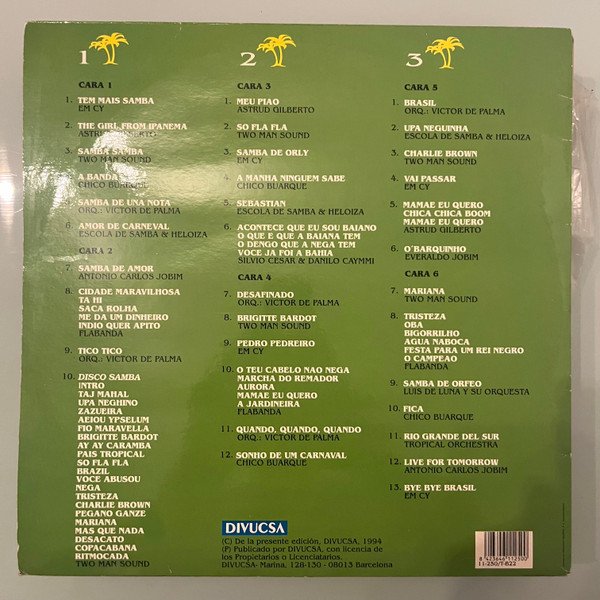 1
CARA 1
1. TEM MAIS SAMBA
EM CY
2. THE GIRL FROM IPANEMA
ASTRUD GILBERTO
3. SAMBA SAMBA
TWO MAN SOUND
4. A BANDA
CHICO BUARQUE
5. SAMBA DE UNA NOTA
ORQ.: VICTOR DE PALMA
6. AMOR DE CARNEVAL
ESCOLA DE SAMBA & HELOIZA
CARA 2
7. SAMBA DE AMOR
ANTONIO CARLOS JOBIM
8. CIDADE MARAVILHOSA
TA HI
SACA ROLHA
ME DA UM DINHEIRO
INDIO QUER APITO
FLABANDA
9. TICO TICO
ORQ.: VICTOR DE PALMA
10. DISCO SAMBA
INTRO
TAJ MAHAL
UPA NEGHINO
ZAZUEIRA
AEIOU YPSELUM
FIO MARAVELLA
BRIGITTE BARDOT
AY AY CARAMBA
PAIS TROPICAL
SO FLA FLA
BRAZIL
VOCE ABUSOU
NEGA
TRISTEZA
CHARLIE BROWN
PEGANO GANZE
MARIANA
MAS QUE NADA
DESACATO
COPACABANA
RITMOCADA
TWO MAN SOUND
2
CARA 3
1. MEU PIAO
ASTRUD GILBERTO
2. SO FLA FLA
TWO MAN SOUND
3. SAMBA DE ORLY
EM CY
4. A MANHA NINGUEM SABE
CHICO BUARQUE
5. SEBASTIAN
ESCOLA DE SAMBA & HELOIZA
6. ACONTECE QUE EU SOU BAIANO
O QUE E QUE A BAIANA TEM
O DENGO QUE A NEGA TEM
VOCE JA FOI A BAHIA
SILVIO CESAR & DANILO CAYMMI
CARA 4
7. DESAFINADO
ORQ.: VICTOR DE PALMA
8. BRIGITTE BARDOT
TWO MAN SOUND
9. PEDRO PEDREIRO
EM CY
10. O TEU CABELO NAO NEGA
MARCHA DO REMADOR
AURORA
MAMAE EU QUERO
A JARDINEIRA
FLABANDA
11. QUANDO, QUANDO, QUANDO
ORQ.: VICTOR DE PALMA
12. SONHO DE UM CARNAVAL
CHICO BUARQUE
3
CARA 5
1. BRASIL
ORQ.: VICTOR DE PALMA
2. UPA NEGUINHA
ESCOLA DE SAMBA & HELOIZA
3. CHARLIE BROWN
TWO MAN SOUND
4. VAI PASSAR
EM CY
5. MAMAE EU QUERO
CHICA CHICA BOOM
MAMAE EU QUERO
ASTRUD GILBERTO
6. O'BARQUINHO
EVERALDO JOBIM
CARA 6
7. MARIANA
TWO MAN SOUND
8. TRISTEZA
OBA
BIGORRILHO
AGUA NABOCA
FESTA PARA UM REI NEGRO
O CAMPEAO
FLABANDA
9. SAMBA DE ORFEO
LUIS DE LUNA Y SU ORQUESTA
10. FICA
CHICO BUARQUE
11. RIO GRANDE DEL SUR
TROPICAL ORCHESTRA
12. LIVE FOR TOMORROW
ANTONIO CARLOS JOBIM
13. BYE BYE BRASIL
EM CY
DIVUCSA
(C) De la presente edición, DIVUCSA, 1994
(P) Publicado por DIVUCSA, con licencia de
los Propietarios o Licenciatarios.
DIVUCSA- Marina, 128-130 - 08013 Barcelona
8 423646 112500
11-250/T-822